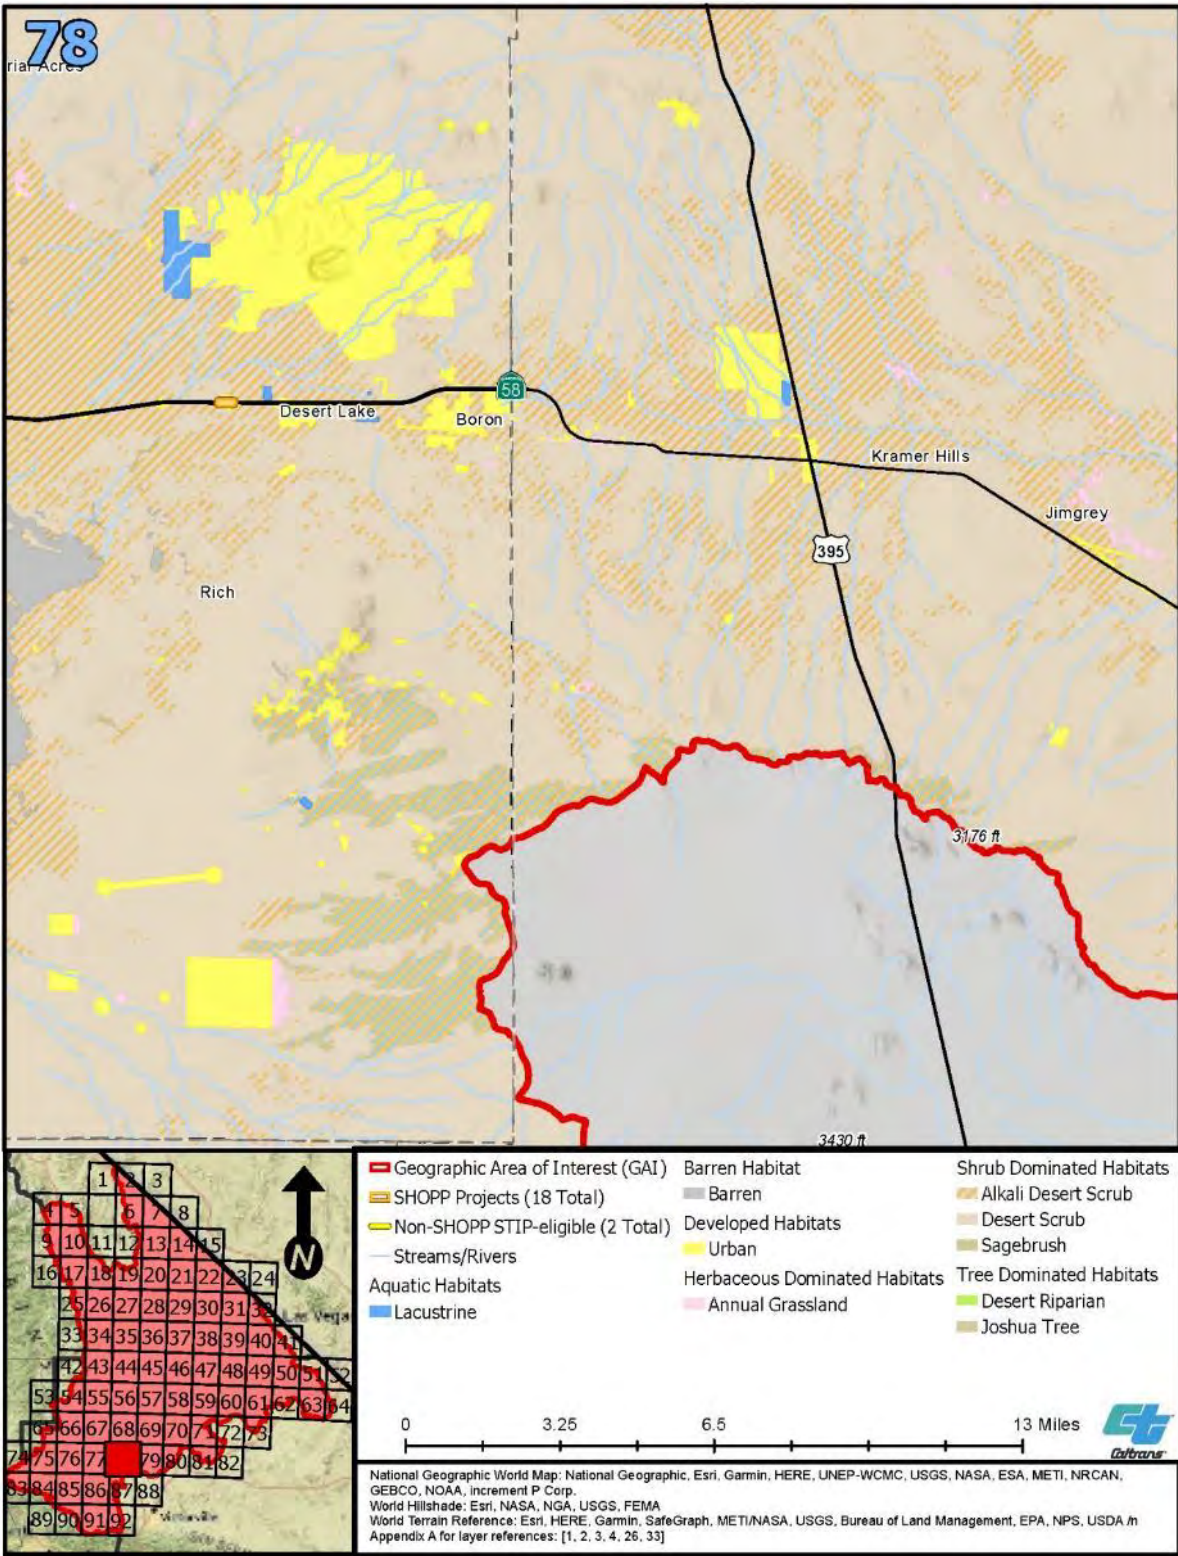 78
rial Acres
58
Desert Lake
Boron
Kramer Hills
Jimgrey
395
Rich
3176 ft
3430 ft
1 2 3
4 5 6 7 8
9 10 11 12 13 14 15
16 17 18 19 20 21 22 23 24
25 26 27 28 29 30 31 32
Las Vega
33 34 35 36 37 38 39 40 41
42 43 44 45 46 47 48 49 50 51 52
53 54 55 56 57 58 59 60 61 62 63 64
65 66 67 68 69 70 71 72 73
74 75 76 77 79 80 81 82
83 84 85 86 87 88
89 90 91 92
N
Geographic Area of Interest (GAI)
SHOPP Projects (18 Total)
Non-SHOPP STIP-eligible (2 Total)
Streams/Rivers
Aquatic Habitats
Lacustrine
Barren Habitat
Barren
Developed Habitats
Urban
Herbaceous Dominated Habitats
Annual Grassland
Shrub Dominated Habitats
Alkali Desert Scrub
Desert Scrub
Sagebrush
Tree Dominated Habitats
Desert Riparian
Joshua Tree
0 3.25 6.5 13 Miles
ct
Caltrans
National Geographic World Map: National Geographic, Esri, Garmin, HERE, UNEP-WCMC, USGS, NASA, ESA, METI, NRCAN,
GEBCO, NOAA, increment P Corp.
World Hillshade: Esri, NASA, NGA, USGS, FEMA
World Terrain Reference: Esri, HERE, Garmin, SafeGraph, METI/NASA, USGS, Bureau of Land Management, EPA, NPS, USDA /n
Appendix A for layer references: [1, 2, 3, 4, 26, 33]